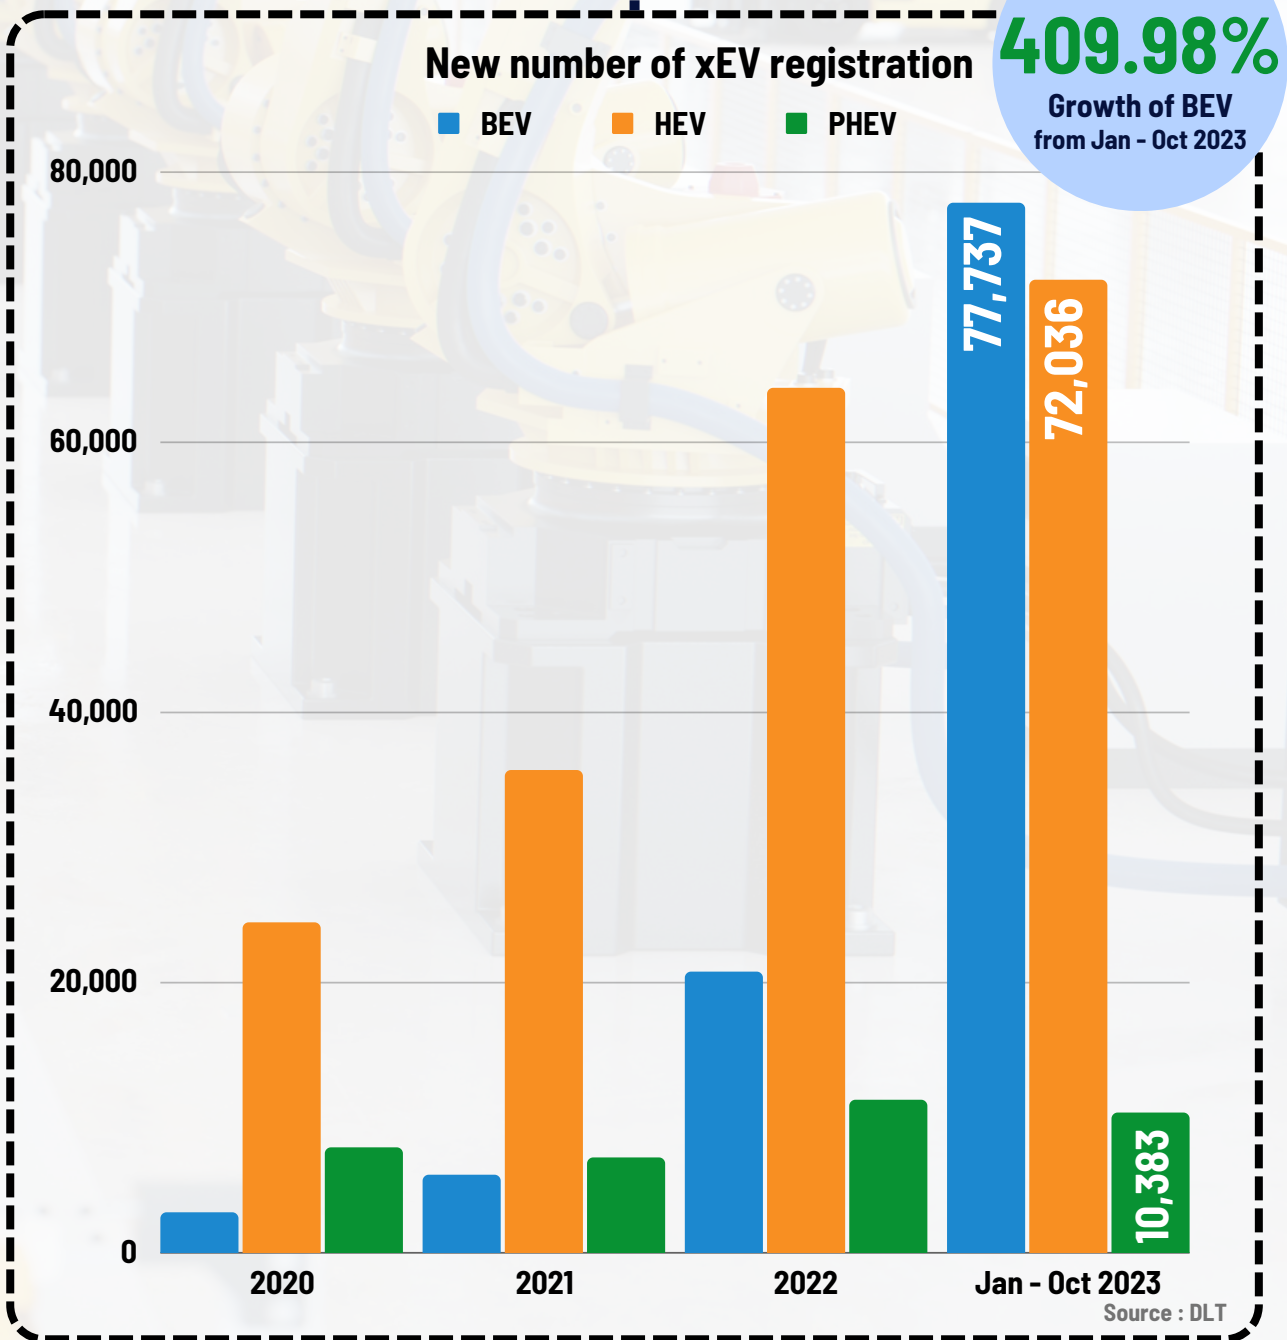 409.98%
Growth of BEV
from Jan - Oct 2023
New number of xEV registration
BEV HEV PHEV
80,000
60,000
40,000
20,000
0
77,737
72,036
10,383
2020 2021 2022 Jan - Oct 2023
Source : DLT